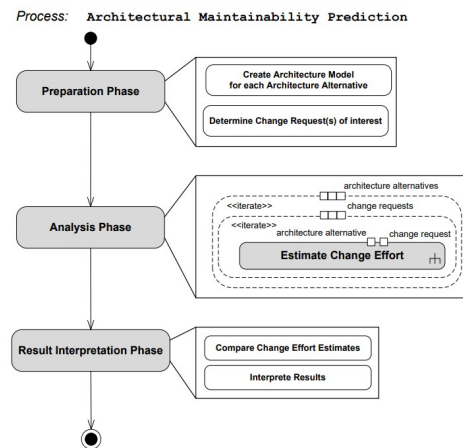 Process: Architectural Maintainability Prediction
Preparation Phase
Create Architecture Model
for each Architecture Alternative
Determine Change Request(s) of interest
Analysis Phase
architecture alternatives
<<iterate>>
change requests
<<iterate>>
architecture alternative
change request
Estimate Change Effort
Result Interpretation Phase
Compare Change Effort Estimates
Interprete Results